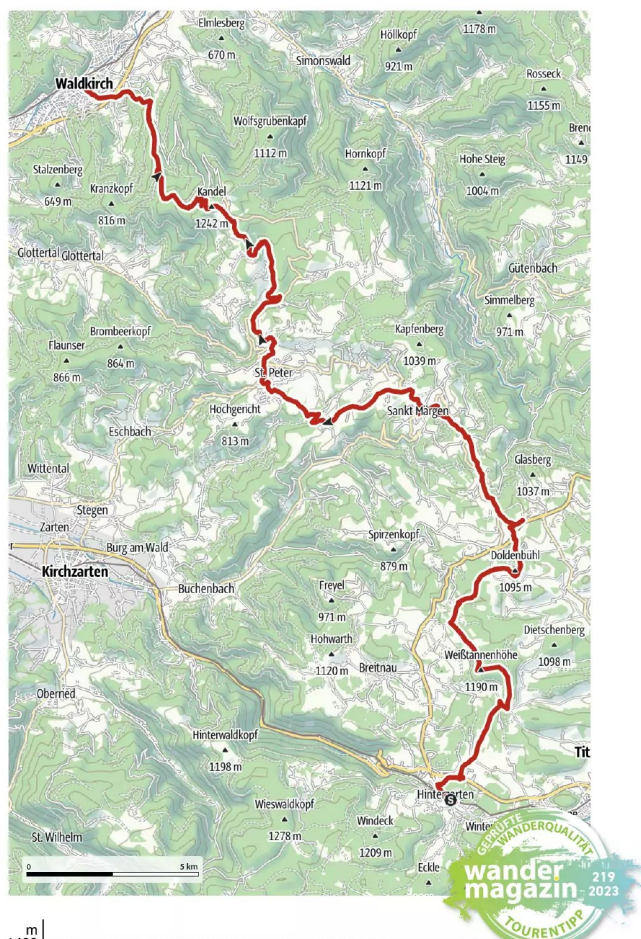 Elmlesberg
670 m
Höllkopf
921 m
1178 m
Simonswald
Rosseck
1155 m
Waldkirch
Wolfsgrubenkapf
1112 m
Hornkopf
1121 m
Hohe Steig
1004 m
1149
Stalzenberg
649 m
Kranzkopf
816 m
Kandel
1242 m
Glottertal
Glottertal
Gütenbach
Simmelberg
971 m
Flaunser
866 m
Brombeerkopf
864 m
Kapfenberg
1039 m
St. Peter
Hochgericht
813 m
Sankt Märgen
Eschbach
Wittental
Glasberg
1037 m
Stegen
Zarten
Burg am Wald
Spirzenkopf
879 m
Doldenbühl
1095 m
Kirchzarten
Buchenbach
Freyel
971 m
Hohwarth
1120 m
Breitnau
Dietschenberg
1098 m
Weißtannenhöhe
1190 m
Oberried
Hinterwaldkopf
1198 m
Tit
Hinterzarten
S
Wieswaldkopf
1278 m
Windeck
1209 m
St. Wilhelm
Eckle
0 5 km
GEPRÜFTE
WANDERQUALITÄT
wander
magazin
219
2023
TOURENTIPP
m